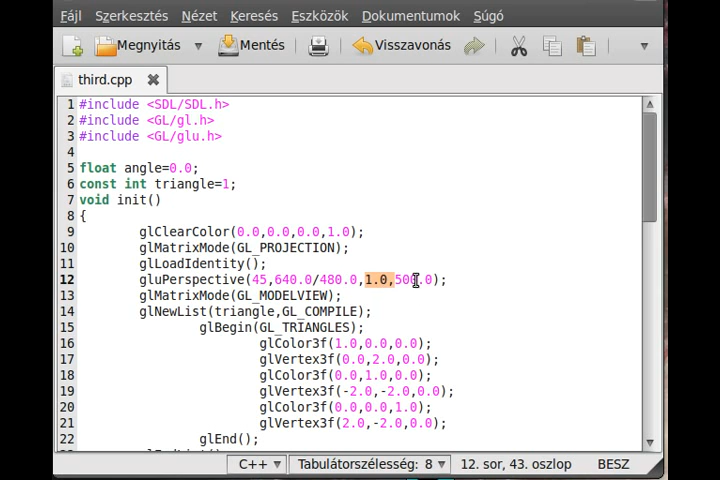 Fájl Szerkesztés Nézet Keresés Eszközök Dokumentumok Súgó
Megnyitás Mentés Visszavonás
third.cpp
1 #include <SDL/SDL.h>
2 #include <GL/gl.h>
3 #include <GL/glu.h>
4
5 float angle=0.0;
6 const int triangle=1;
7 void init()
8 {
9 glClearColor(0.0,0.0,0.0,1.0);
10 glMatrixMode(GL_PROJECTION);
11 glLoadIdentity();
12 gluPerspective(45,640.0/480.0,1.0,500.0);
13 glMatrixMode(GL_MODELVIEW);
14 glNewList(triangle,GL_COMPILE);
15 glBegin(GL_TRIANGLES);
16 glColor3f(1.0,0.0,0.0);
17 glVertex3f(0.0,2.0,0.0);
18 glColor3f(0.0,1.0,0.0);
19 glVertex3f(-2.0,-2.0,0.0);
20 glColor3f(0.0,0.0,1.0);
21 glVertex3f(2.0,-2.0,0.0);
22 glEnd();
C++ Tabulátorszélesség: 8 12. sor, 43. oszlop BESZ